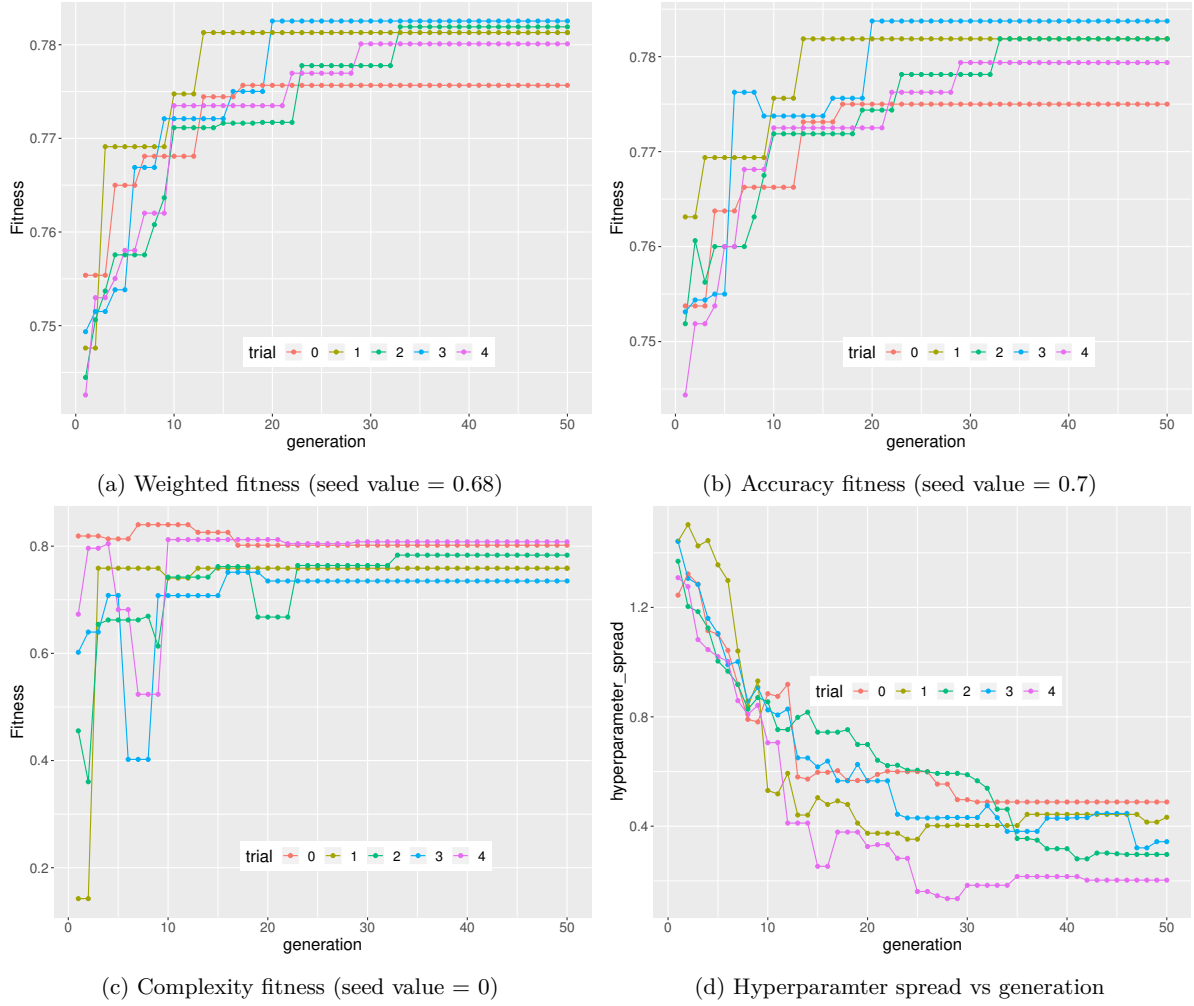 0.78
0.77
0.76
0.75
Fitness
trial 0 1 2 3 4
0 10 20 30 40 50
generation
(a) Weighted fitness (seed value = 0.68)
0.78
0.77
0.76
0.75
Fitness
trial 0 1 2 3 4
0 10 20 30 40 50
generation
(b) Accuracy fitness (seed value = 0.7)
0.8
0.6
0.4
0.2
Fitness
trial 0 1 2 3 4
0 10 20 30 40 50
generation
(c) Complexity fitness (seed value = 0)
1.2
0.8
0.4
hyperparameter_spread
trial 0 1 2 3 4
0 10 20 30 40 50
generation
(d) Hyperparamter spread vs generation